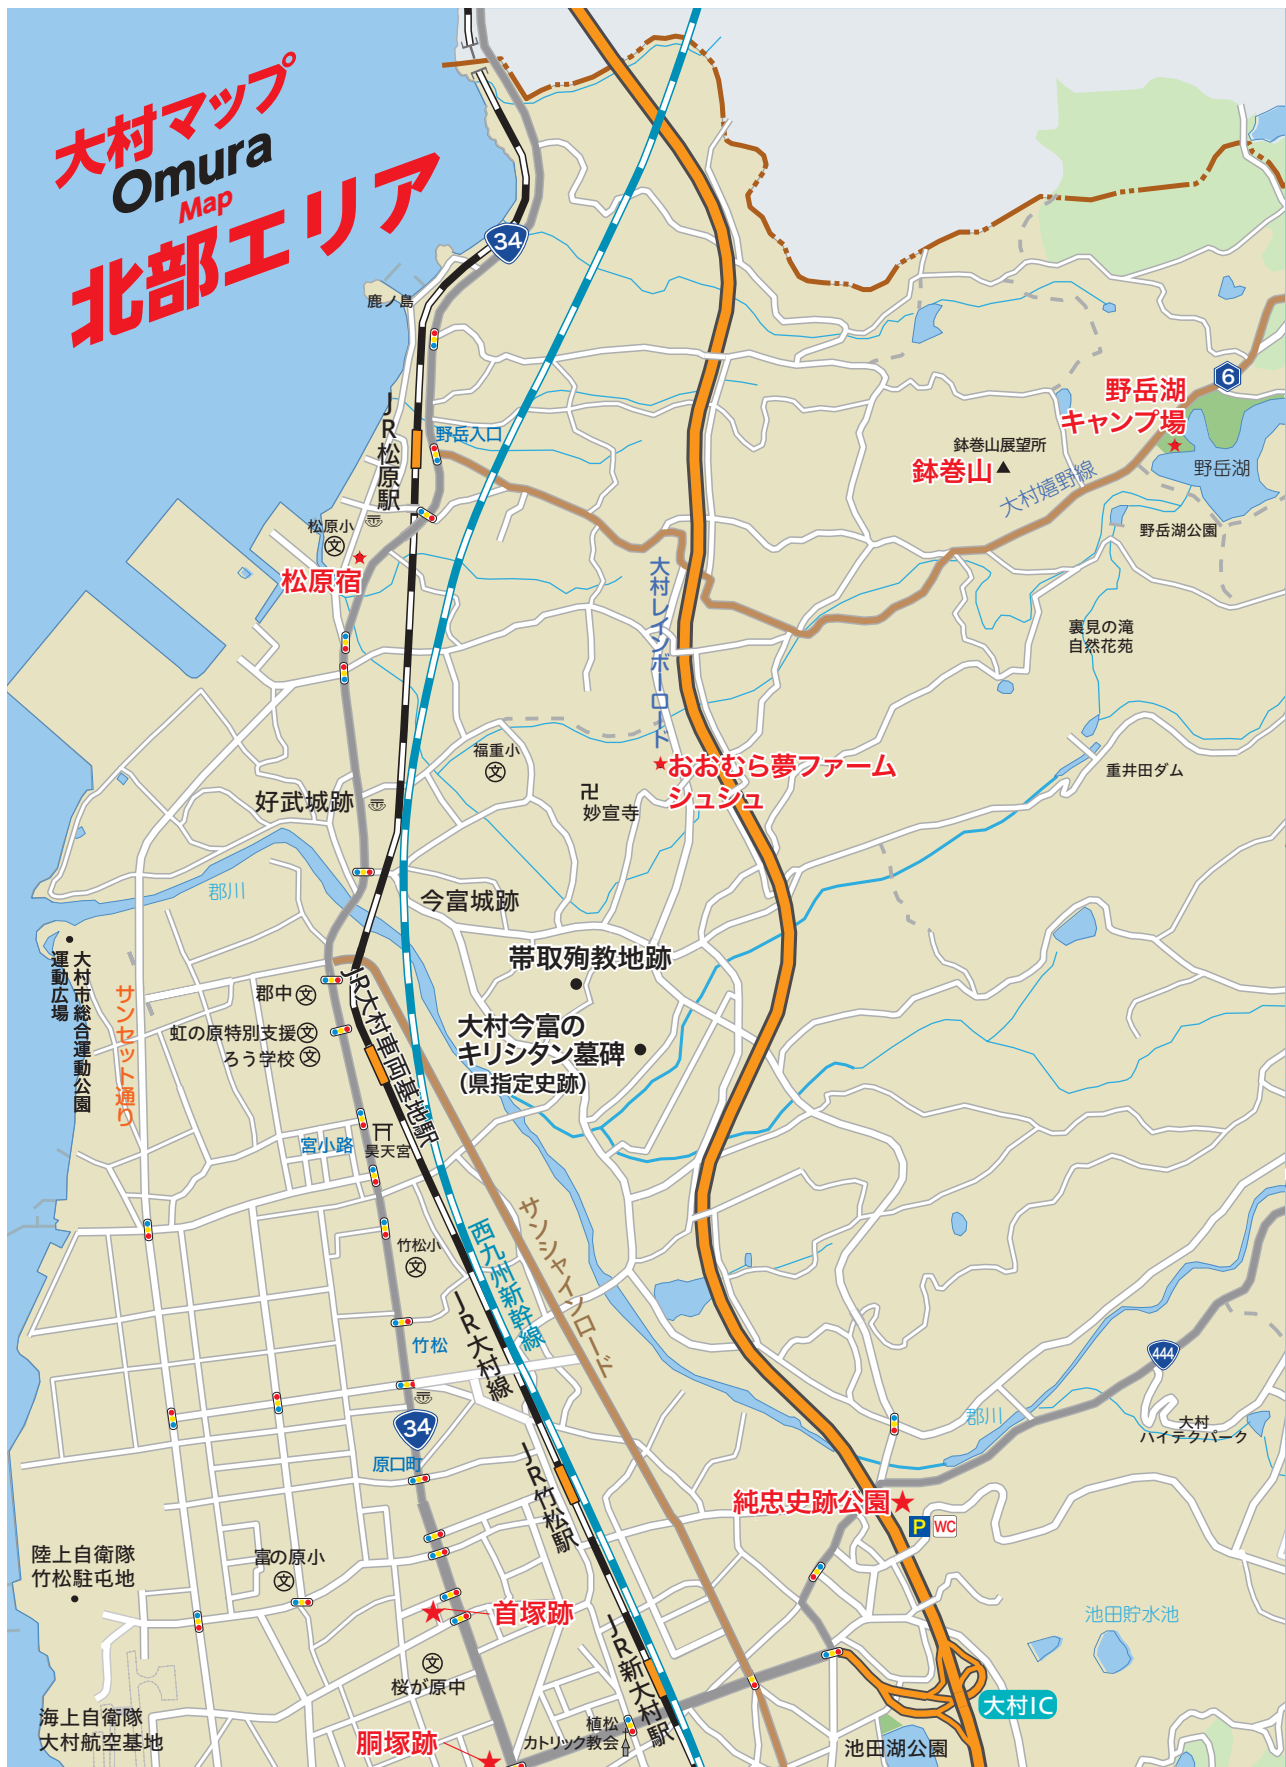 大村マップ
Omura
Map
北部エリア
34
鹿ノ島
6
野岳湖
キャンプ場
JR松原駅
野岳入口
鉢巻山展望所
鉢巻山
野岳湖
大村嬉野線
松原小
文
野岳湖公園
松原宿
大村レインボーロード
裏見の滝
自然花苑
福重小
文
おおむら夢ファーム
シュシュ
重井田ダム
卍
妙宣寺
好武城跡
郡川
今富城跡
帯取殉教地跡
大村市総合運動公園
運動広場
サンセット通り
郡中
文
JR大村車両基地駅
大村今富の
キリシタン墓碑
(県指定史跡)
虹の原特別支援
文
ろう学校
文
宮小路
昊天宮
竹松小
文
西九州新幹線
サンシャインロード
JR大村線
竹松
444
34
郡川
大村
ハイテクパーク
原口町
JR竹松駅
純忠史跡公園
P
WC
陸上自衛隊
竹松駐屯地
富の原小
文
首塚跡
池田貯水池
JR新大村駅
文
桜が原中
大村IC
海上自衛隊
大村航空基地
植松
カトリック教会
胴塚跡
池田湖公園